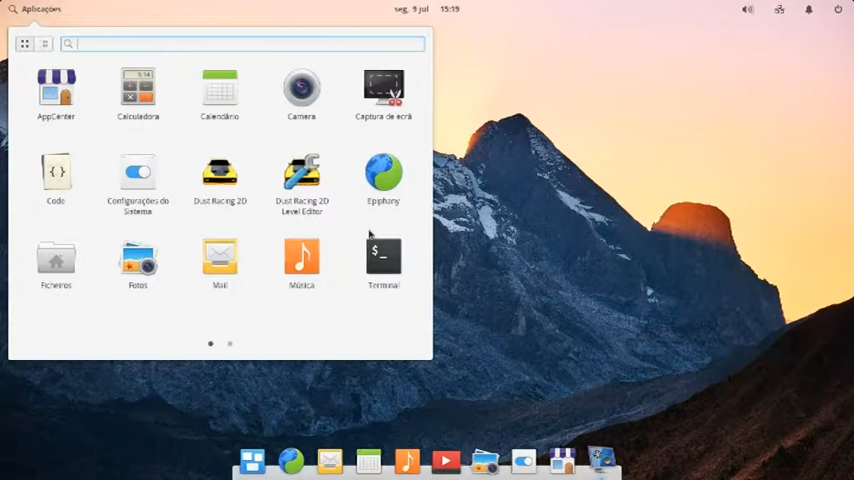 Aplicações
seg, 9 jul 15:19
AppCenter
Calculadora
Calendário
Camera
Captura de ecrã
Code
Configurações do
Sistema
Dust Racing 2D
Dust Racing 2D
Level Editor
Epiphany
Ficheiros
Fotos
Mail
Música
Terminal